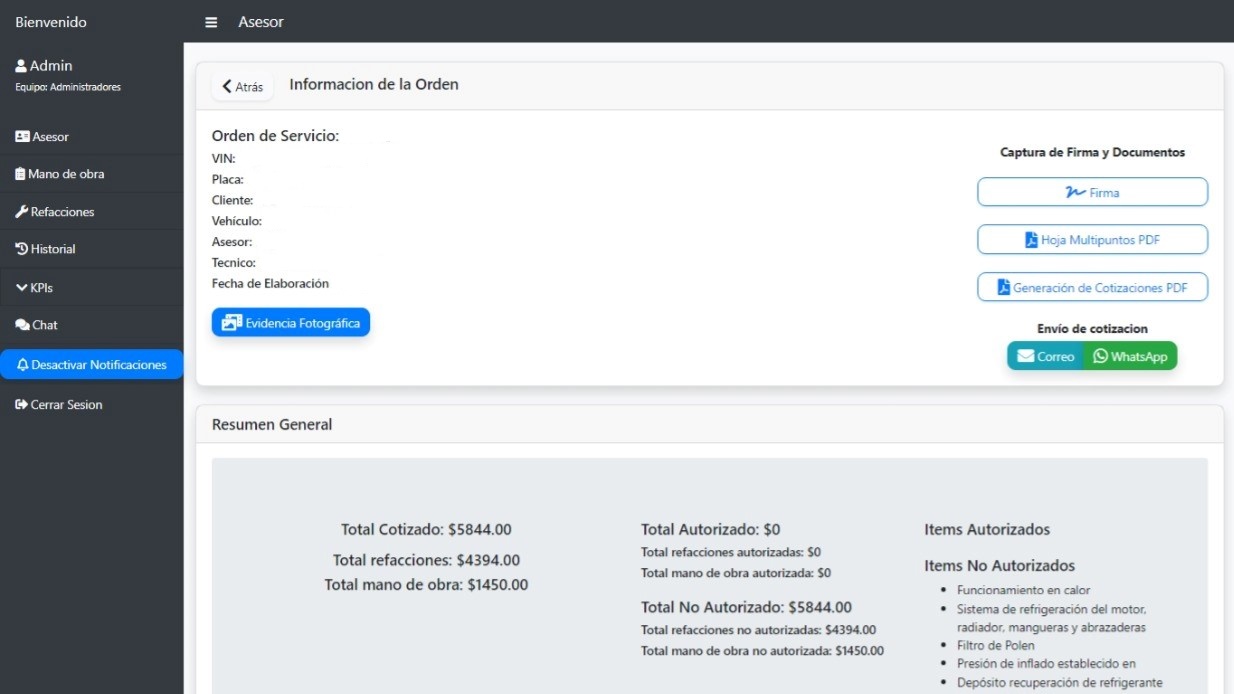 Bienvenido
Asesor
Admin
Equipo: Administradores
Asesor
Mano de obra
Refacciones
Historial
KPIs
Chat
Desactivar Notificaciones
Cerrar Sesion
Atrás
Informacion de la Orden
Orden de Servicio:
VIN:
Placa:
Cliente:
Vehículo:
Asesor:
Tecnico:
Fecha de Elaboración
Evidencia Fotográfica
Captura de Firma y Documentos
Firma
Hoja Multipuntos PDF
Generación de Cotizaciones PDF
Envío de cotizacion
Correo
WhatsApp
Resumen General
Total Cotizado: $5844.00
Total refacciones: $4394.00
Total mano de obra: $1450.00
Total Autorizado: $0
Total refacciones autorizadas: $0
Total mano de obra autorizada: $0
Total No Autorizado: $5844.00
Total refacciones no autorizadas: $4394.00
Total mano de obra no autorizada: $1450.00
Items Autorizados
Items No Autorizados
Funcionamiento en calor
Sistema de refrigeración del motor,
radiador, mangueras y abrazaderas
Filtro de Polen
Presión de inflado establecido en
Depósito recuperación de refrigerante